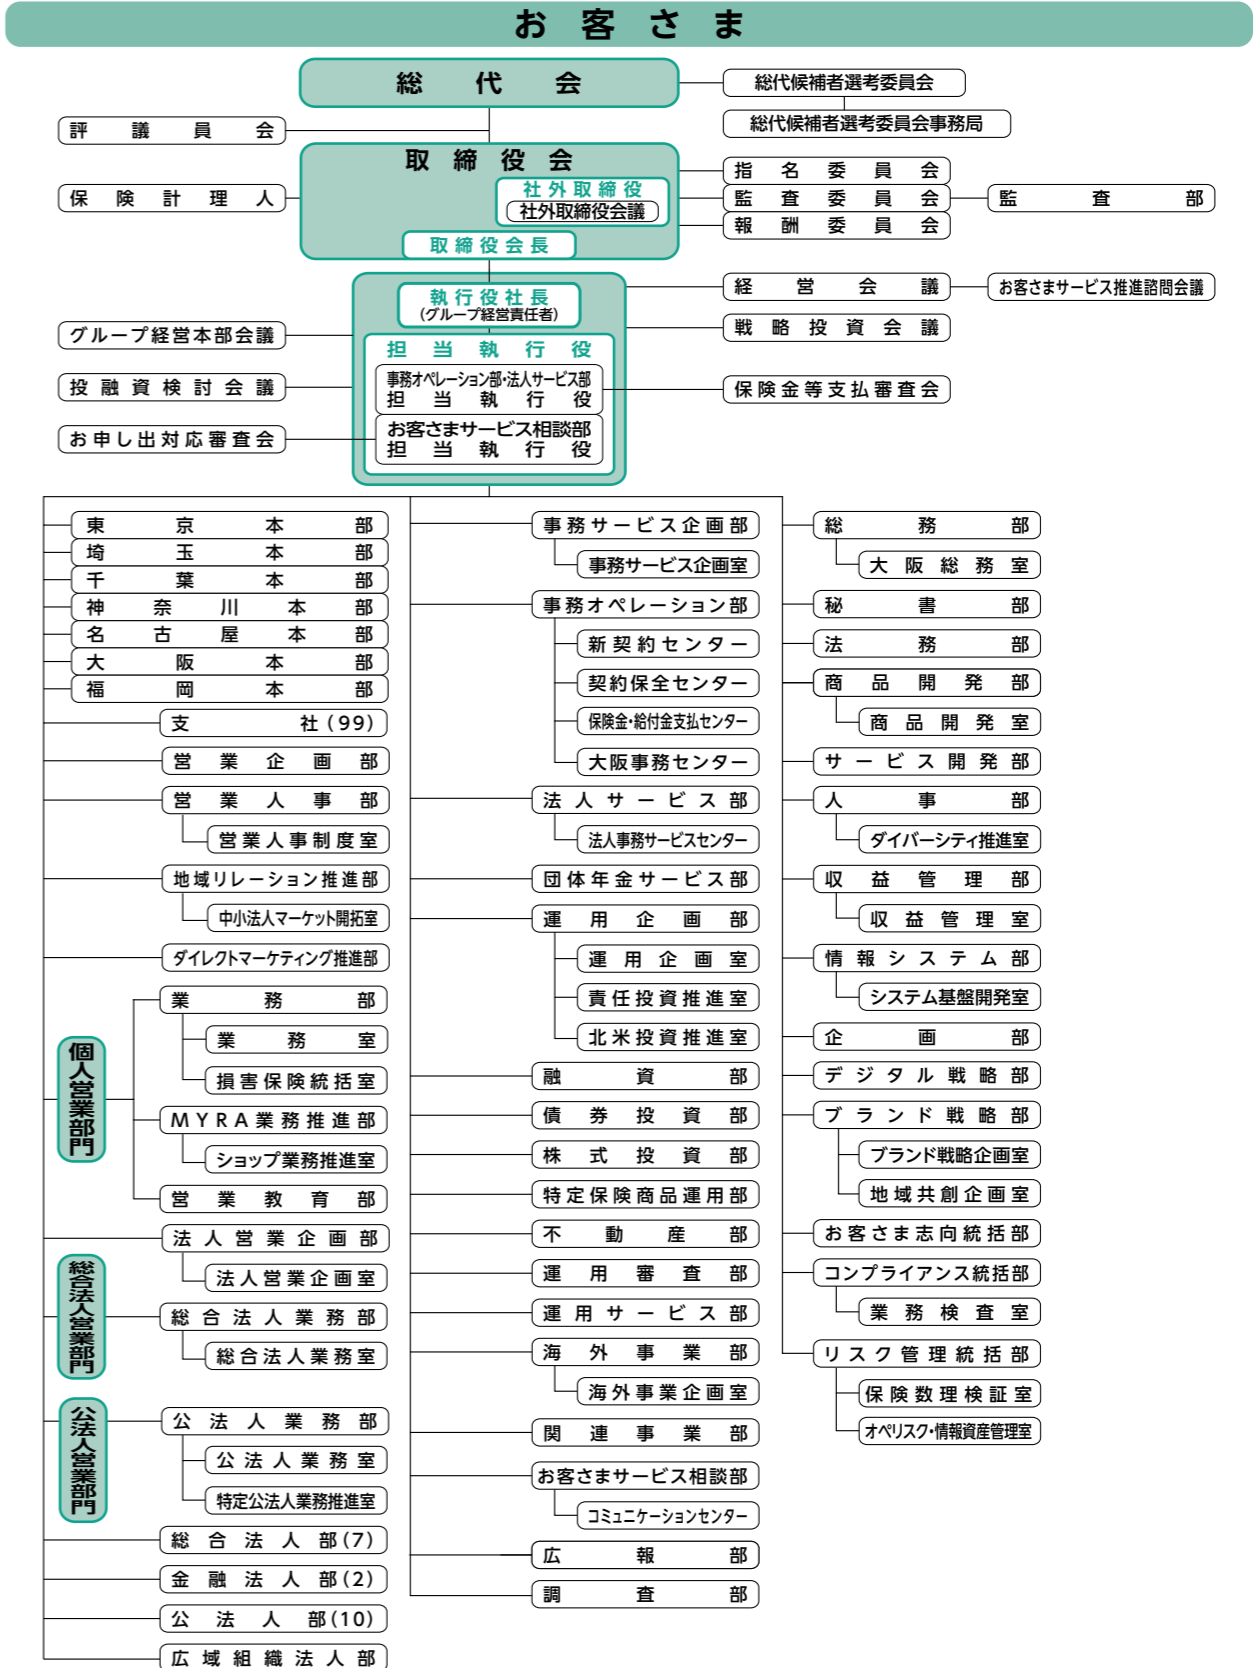 お客さま
総代会
総代候補者選考委員会
総代候補者選考委員会事務局
評議員会
取締役会
社外取締役
社外取締役会議
取締役会長
保険計理人
指名委員会
監査委員会
監査部
報酬委員会
執行役社長
(グループ経営責任者)
経営会議
お客さまサービス推進諮問会議
戦略投資会議
グループ経営本部会議
担当執行役
事務オペレーション部・法人サービス部
担当執行役
投融資検討会議
保険金等支払審査会
お客さまサービス相談部
担当執行役
お申し出対応審査会
東京本部
埼玉本部
千葉本部
神奈川本部
名古屋本部
大阪本部
福岡本部
支社(99)
営業企画部
営業人事部
営業人事制度室
地域リレーション推進部
中小法人マーケット開拓室
ダイレクトマーケティング推進部
個人営業部門
業務部
業務室
損害保険統括室
MYRA業務推進部
ショップ業務推進室
営業教育部
法人営業企画部
法人営業企画室
総合法人営業部門
総合法人業務部
総合法人業務室
公法人営業部門
公法人業務部
公法人業務室
特定公法人業務推進室
総合法人部(7)
金融法人部(2)
公法人部(10)
広域組織法人部
事務サービス企画部
事務サービス企画室
事務オペレーション部
新契約センター
契約保全センター
保険金・給付金支払センター
大阪事務センター
法人サービス部
法人事務サービスセンター
団体年金サービス部
運用企画部
運用企画室
責任投資推進室
北米投資推進室
融資部
債券投資部
株式投資部
特定保険商品運用部
不動産部
運用審査部
運用サービス部
海外事業部
海外事業企画室
関連事業部
お客さまサービス相談部
コミュニケーションセンター
広報部
調査部
総務部
大阪総務室
秘書部
法務部
商品開発部
商品開発室
サービス開発部
人事部
ダイバーシティ推進室
収益管理部
収益管理室
情報システム部
システム基盤開発室
企画部
デジタル戦略部
ブランド戦略部
ブランド戦略企画室
地域共創企画室
お客さま志向統括部
コンプライアンス統括部
業務検査室
リスク管理統括部
保険数理検証室
オペリスク・情報資産管理室